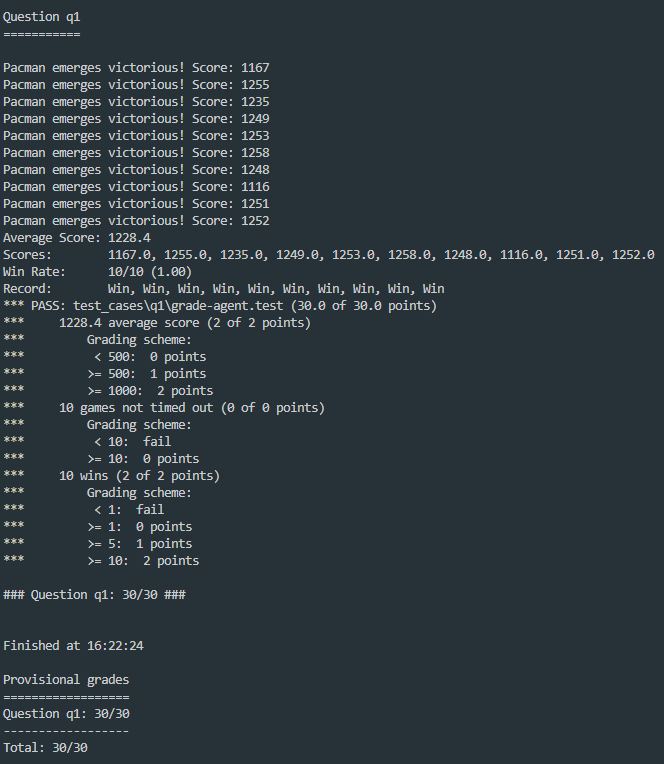 Question q1
===========
Pacman emerges victorious! Score: 1167
Pacman emerges victorious! Score: 1255
Pacman emerges victorious! Score: 1235
Pacman emerges victorious! Score: 1249
Pacman emerges victorious! Score: 1253
Pacman emerges victorious! Score: 1258
Pacman emerges victorious! Score: 1248
Pacman emerges victorious! Score: 1116
Pacman emerges victorious! Score: 1251
Pacman emerges victorious! Score: 1252
Average Score: 1228.4
Scores:        1167.0, 1255.0, 1235.0, 1249.0, 1253.0, 1258.0, 1248.0, 1116.0, 1251.0, 1252.0
Win Rate:      10/10 (1.00)
Record:        Win, Win, Win, Win, Win, Win, Win, Win, Win, Win
*** PASS: test_cases\q1\grade-agent.test (30.0 of 30.0 points)
***     1228.4 average score (2 of 2 points)
***         Grading scheme:
***          < 500:  0 points
***         >= 500:  1 points
***         >= 1000:  2 points
***     10 games not timed out (0 of 0 points)
***         Grading scheme:
***          < 10:  fail
***         >= 10:  0 points
***     10 wins (2 of 2 points)
***         Grading scheme:
***          < 1:  fail
***         >= 1:  0 points
***         >= 5:  1 points
***         >= 10:  2 points
### Question q1: 30/30 ###
Finished at 16:22:24
Provisional grades
==================
Question q1: 30/30
------------------
Total: 30/30